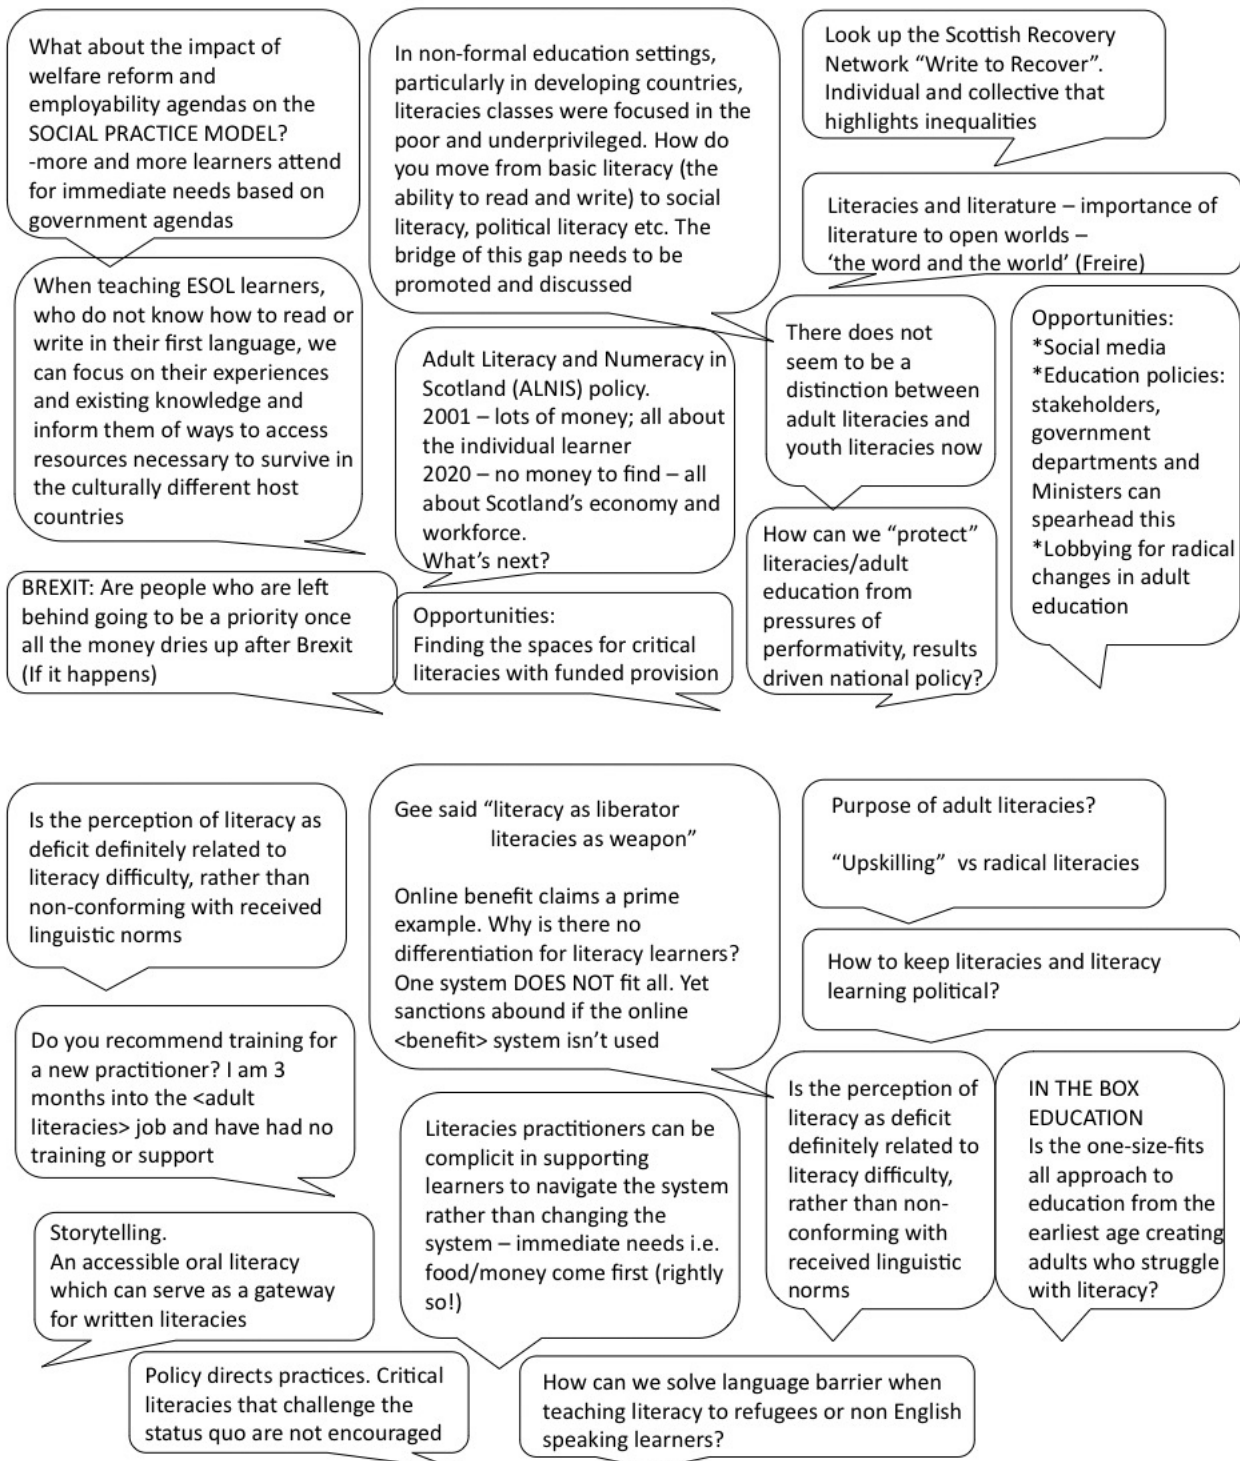 What about the impact of
welfare reform and
employability agendas on the
SOCIAL PRACTICE MODEL?
-more and more learners attend
for immediate needs based on
government agendas
In non-formal education settings,
particularly in developing countries,
literacies classes were focused in the
poor and underprivileged. How do
you move from basic literacy (the
ability to read and write) to social
literacy, political literacy etc. The
bridge of this gap needs to be
promoted and discussed
Look up the Scottish Recovery
Network “Write to Recover”.
Individual and collective that
highlights inequalities
Literacies and literature – importance of
literature to open worlds –
‘the word and the world’ (Freire)
When teaching ESOL learners,
who do not know how to read or
write in their first language, we
can focus on their experiences
and existing knowledge and
inform them of ways to access
resources necessary to survive in
the culturally different host
countries
Adult Literacy and Numeracy in
Scotland (ALNIS) policy.
2001 – lots of money; all about
the individual learner
2020 – no money to find – all
about Scotland’s economy and
workforce.
What’s next?
There does not
seem to be a
distinction between
adult literacies and
youth literacies now
Opportunities:
*Social media
*Education policies:
stakeholders,
government
departments and
Ministers can
spearhead this
*Lobbying for radical
changes in adult
education
How can we “protect”
literacies/adult
education from
pressures of
performativity, results
driven national policy?
BREXIT: Are people who are left
behind going to be a priority once
all the money dries up after Brexit
(If it happens)
Opportunities:
Finding the spaces for critical
literacies with funded provision
Is the perception of literacy as
deficit definitely related to
literacy difficulty, rather than
non-conforming with received
linguistic norms
Gee said “literacy as liberator
literacies as weapon”
Online benefit claims a prime
example. Why is there no
differentiation for literacy learners?
One system DOES NOT fit all. Yet
sanctions abound if the online
<benefit> system isn’t used
Purpose of adult literacies?
“Upskilling” vs radical literacies
How to keep literacies and literacy
learning political?
Do you recommend training for
a new practitioner? I am 3
months into the <adult
literacies> job and have had no
training or support
Literacies practitioners can be
complicit in supporting
learners to navigate the system
rather than changing the
system – immediate needs i.e.
food/money come first (rightly
so!)
Is the perception of
literacy as deficit
definitely related to
literacy difficulty,
rather than non-
conforming with
received linguistic
norms
IN THE BOX
EDUCATION
Is the one-size-fits
all approach to
education from the
earliest age creating
adults who struggle
with literacy?
Storytelling.
An accessible oral literacy
which can serve as a gateway
for written literacies
Policy directs practices. Critical
literacies that challenge the
status quo are not encouraged
How can we solve language barrier when
teaching literacy to refugees or non English
speaking learners?